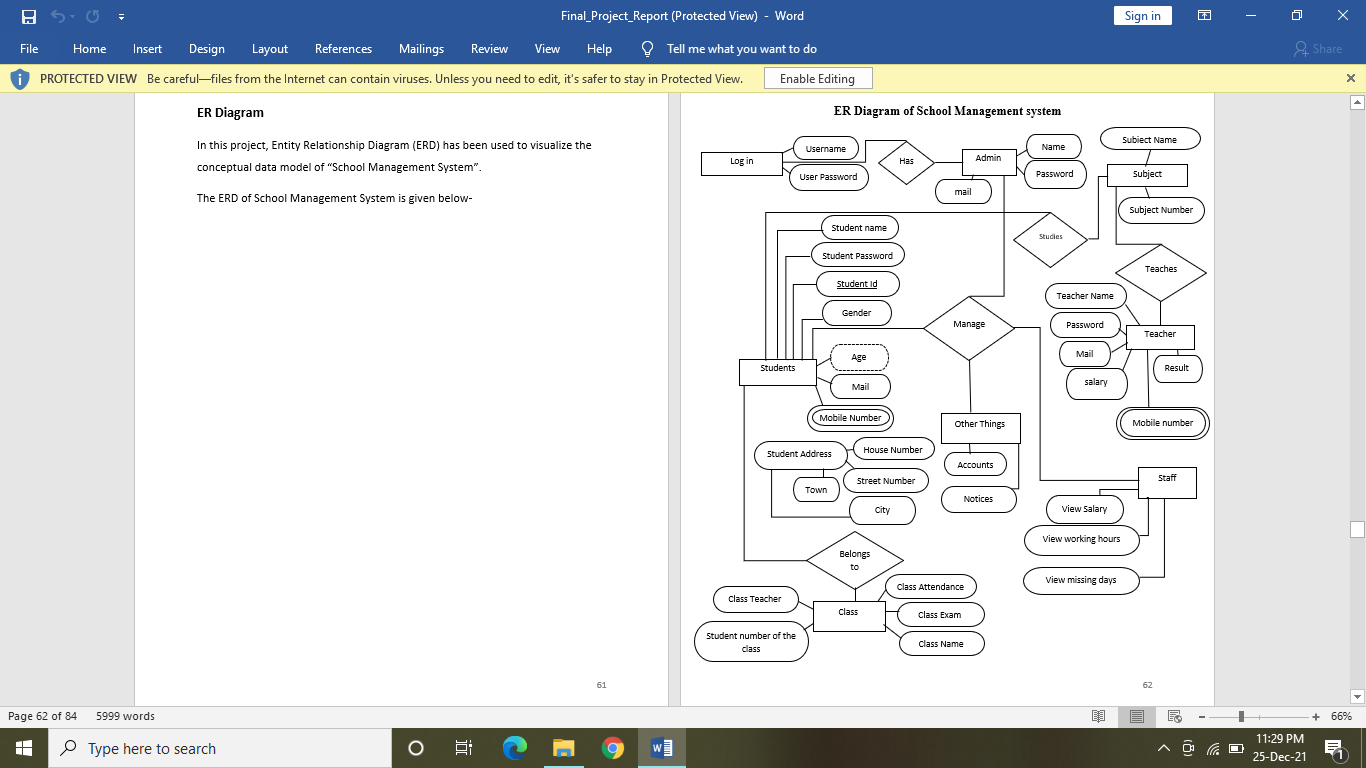 Final_Project_Report (Protected View) - Word
Sign in
File Home Insert Design Layout References Mailings Review View Help Tell me what you want to do Share
PROTECTED VIEW Be careful—files from the Internet can contain viruses. Unless you need to edit, it's safer to stay in Protected View. Enable Editing
ER Diagram
In this project, Entity Relationship Diagram (ERD) has been used to visualize the
conceptual data model of “School Management System”.
The ERD of School Management System is given below-
61
ER Diagram of School Management system
Log in
Username
User Password
Has
Admin
Name
Password
mail
Subject Name
Subject
Subject Number
Studies
Teaches
Student name
Student Password
Student Id
Gender
Manage
Teacher Name
Password
Teacher
Mail
Result
salary
Mobile number
Students
Age
Mail
Mobile Number
Other Things
Accounts
Notices
Student Address
House Number
Street Number
Town
City
Staff
View Salary
View working hours
View missing days
Belongs
to
Class Teacher
Class
Class Attendance
Class Exam
Class Name
Student number of the
class
62
Page 62 of 84 5999 words
66%
Type here to search
11:29 PM
25-Dec-21
1